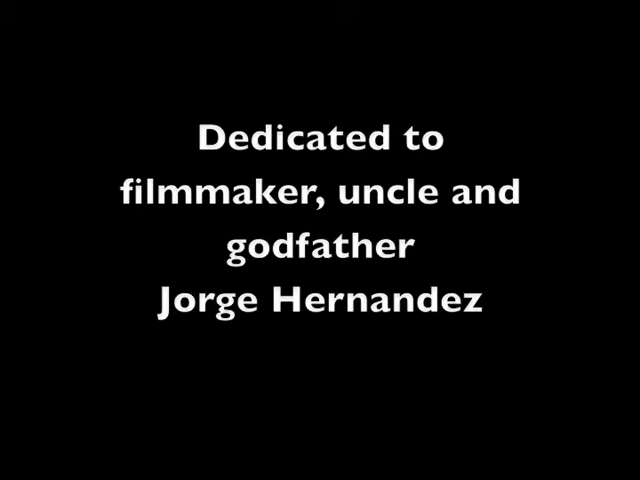 Dedicated to
filmmaker, uncle and
godfather
Jorge Hernandez